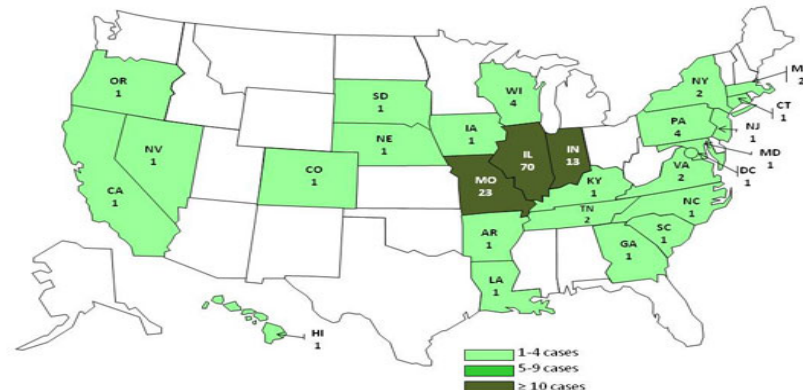 OR
1
NV
1
CA
1
SD
1
NE
1
CO
1
IA
1
WI
4
IL
70
IN
13
MO
23
KY
1
TN
2
AR
1
LA
1
GA
1
SC
1
NC
1
VA
2
PA
4
NY
2
M
2
CT
1
NJ
1
MD
1
DC
1
HI
1
1-4 cases
5-9 cases
≥ 10 cases